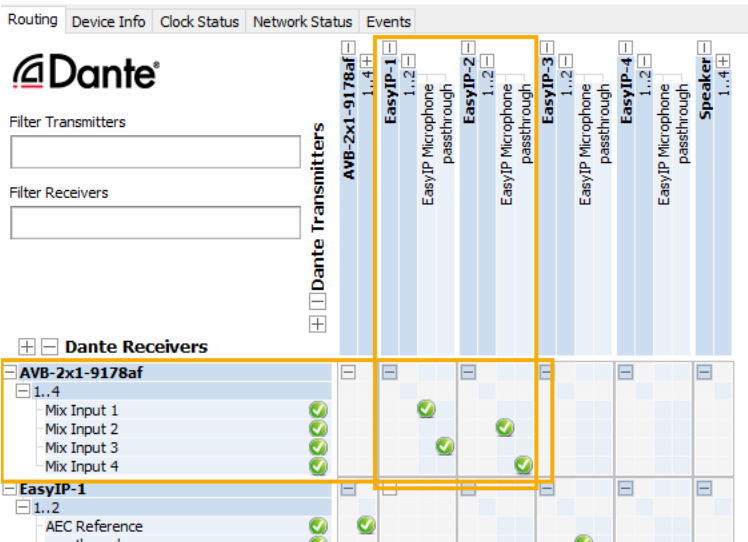 Routing Device Info Clock Status Network Status Events
Dante®
Filter Transmitters
Filter Receivers
Dante Transmitters
AVB-2x1-9178af
1..4
EasyIP-1
1..2
EasyIP Microphone
passthrough
EasyIP-2
1..2
EasyIP Microphone
passthrough
EasyIP-3
1..2
EasyIP Microphone
passthrough
EasyIP-4
1..2
EasyIP Microphone
passthrough
Speaker
1..4
Dante Receivers
AVB-2x1-9178af
1..4
Mix Input 1
Mix Input 2
Mix Input 3
Mix Input 4
EasyIP-1
1..2
AEC Reference